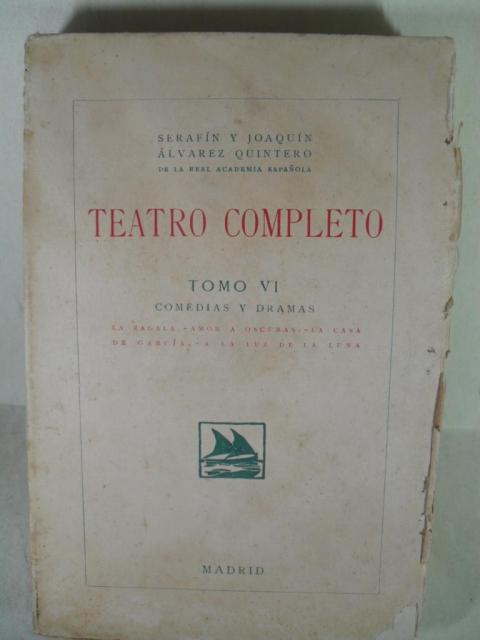 SERAFÍN Y JOAQUÍN
ÁLVAREZ QUINTERO
DE LA REAL ACADEMIA ESPAÑOLA
TEATRO COMPLETO
TOMO VI
COMEDIAS Y DRAMAS
LA ZAGALA.-AMOR A OSCURAS.-LA CASA
DE GARCÍA.-A LA LUZ DE LA LUNA
MADRID